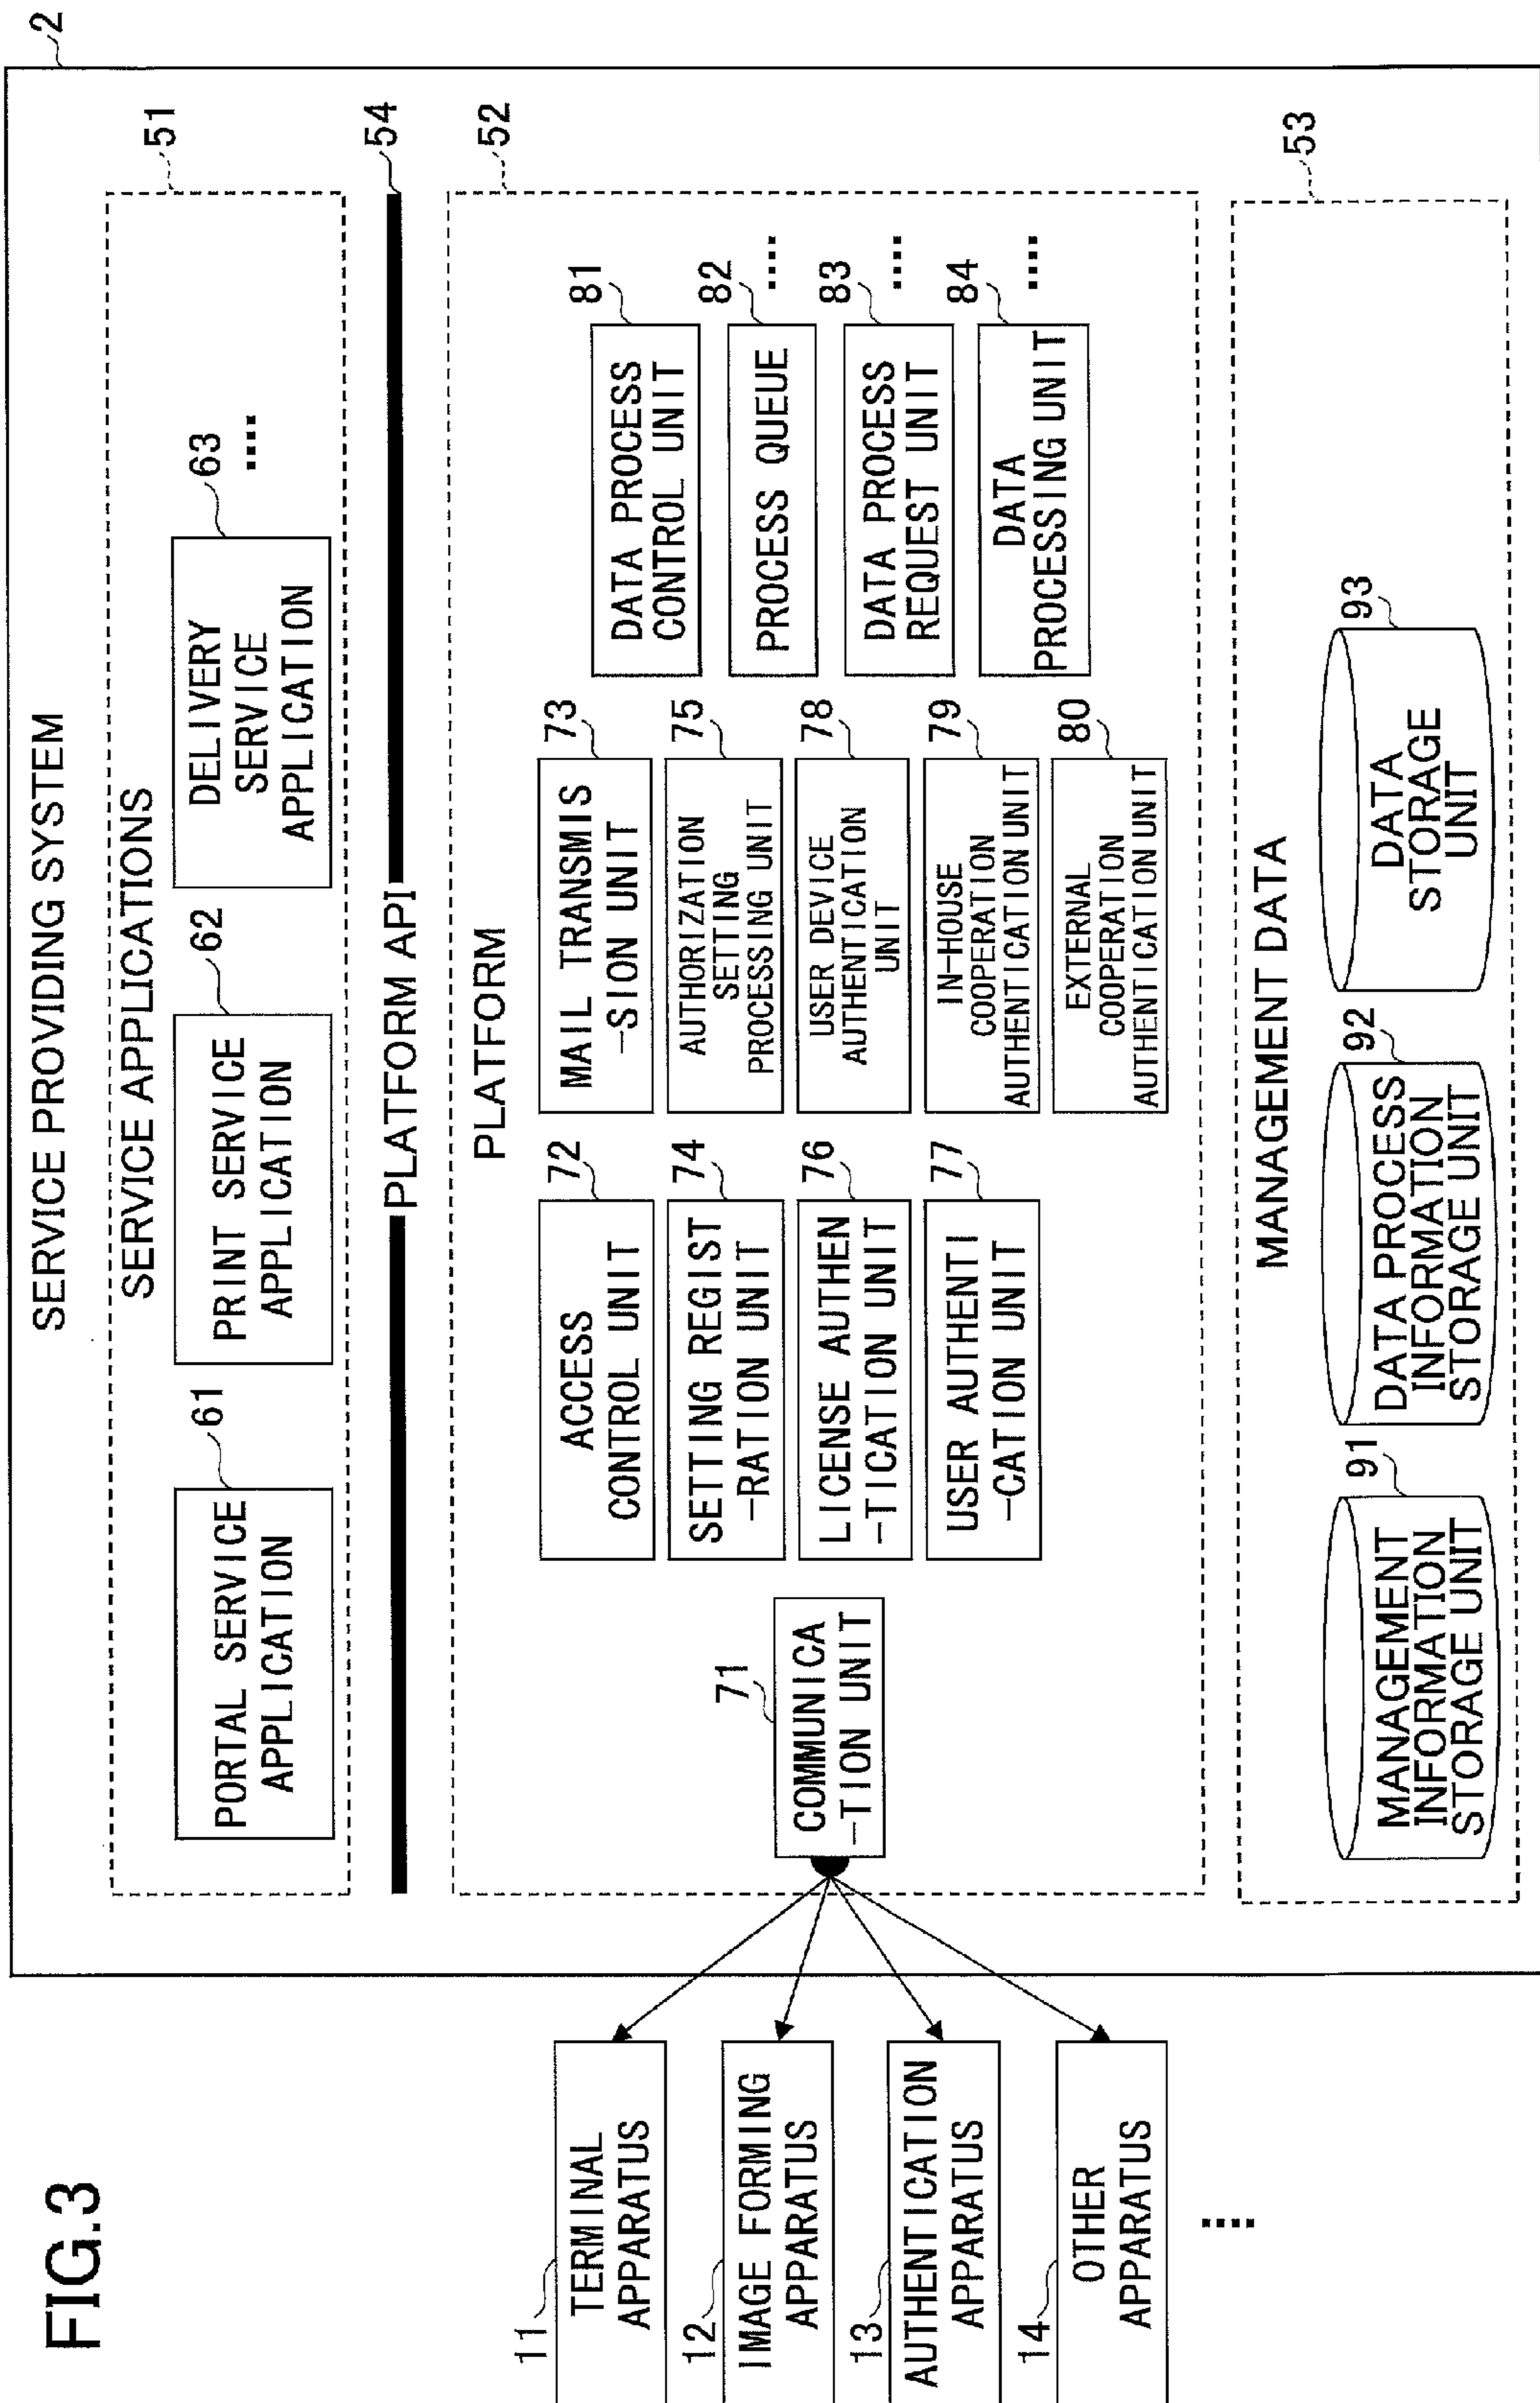 FIG.3
SERVICE PROVIDING SYSTEM
2
SERVICE APPLICATIONS
51
PORTAL SERVICE
APPLICATION
61
PRINT SERVICE
APPLICATION
62
DELIVERY
SERVICE
APPLICATION
63
PLATFORM API
54
PLATFORM
52
11
TERMINAL
APPARATUS
12
IMAGE FORMING
APPARATUS
13
AUTHENTICATION
APPARATUS
14
OTHER
APPARATUS
71
COMMUNICA
-TION UNIT
72
ACCESS
CONTROL UNIT
74
SETTING REGIST
-RATION UNIT
76
LICENSE AUTHEN
-TICATION UNIT
77
USER AUTHENTI
-CATION UNIT
73
MAIL TRANSMIS
-SION UNIT
75
AUTHORIZATION
SETTING
PROCESSING UNIT
78
USER DEVICE
AUTHENTICATION
UNIT
79
IN-HOUSE
COOPERATION
AUTHENTICATION UNIT
80
EXTERNAL
COOPERATION
AUTHENTICATION UNIT
81
DATA PROCESS
CONTROL UNIT
82
PROCESS QUEUE
83
DATA PROCESS
REQUEST UNIT
84
DATA
PROCESSING UNIT
MANAGEMENT DATA
53
91
MANAGEMENT
INFORMATION
STORAGE UNIT
92
DATA PROCESS
INFORMATION
STORAGE UNIT
93
DATA
STORAGE
UNIT